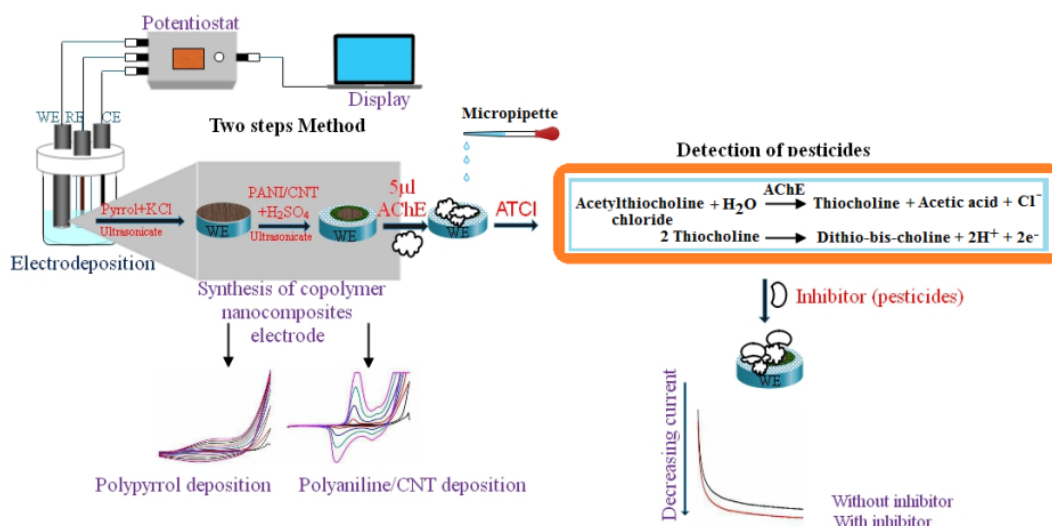 Potentiostat
Display
WE RE CE
Two steps Method
Micropipette
Detection of pesticides
Pyrrol+KCl
Ultrasonicate
WE
PANI/CNT
+H₂SO₄
Ultrasonicate
WE
5µl
AChE
WE
ATCl
AChE
Acetylthiocholine + H₂O → Thiocholine + Acetic acid + Cl⁻
chloride
2 Thiocholine → Dithio-bis-choline + 2H⁺ + 2e⁻
Electrodeposition
Synthesis of copolymer
nanocomposites
electrode
Inhibitor (pesticides)
WE
Decreasing current
Polypyrrol deposition
Polyaniline/CNT deposition
Without inhibitor
With inhibitor